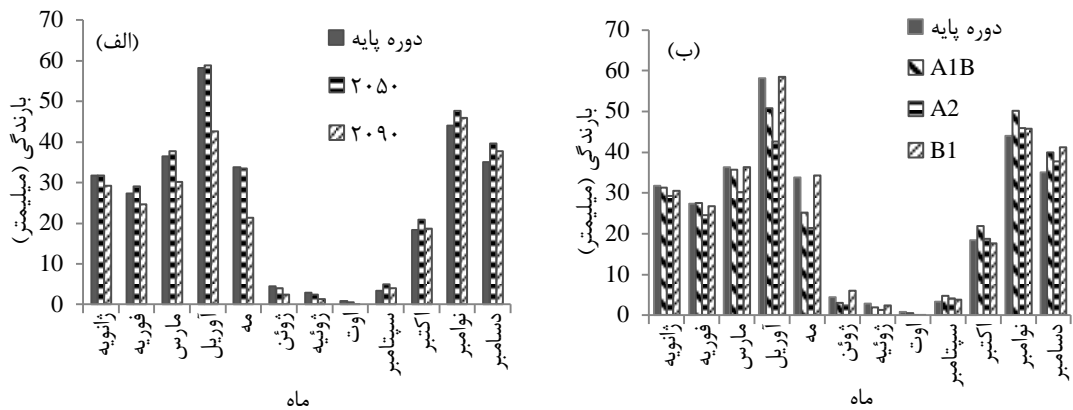 (الف)
دوره پایه
۲۰۵۰
۲۰۹۰
بارندگی (میلیمتر)
70
60
50
40
30
20
10
0
ژانویه
فوریه
مارس
آوریل
مه
ژوئن
ژوئیه
اوت
سپتامبر
اکتبر
نوامبر
دسامبر
ماه
(ب)
دوره پایه
A1B
A2
B1
بارندگی (میلیمتر)
70
60
50
40
30
20
10
0
ژانویه
فوریه
مارس
آوریل
مه
ژوئن
ژوئیه
اوت
سپتامبر
اکتبر
نوامبر
دسامبر
ماه